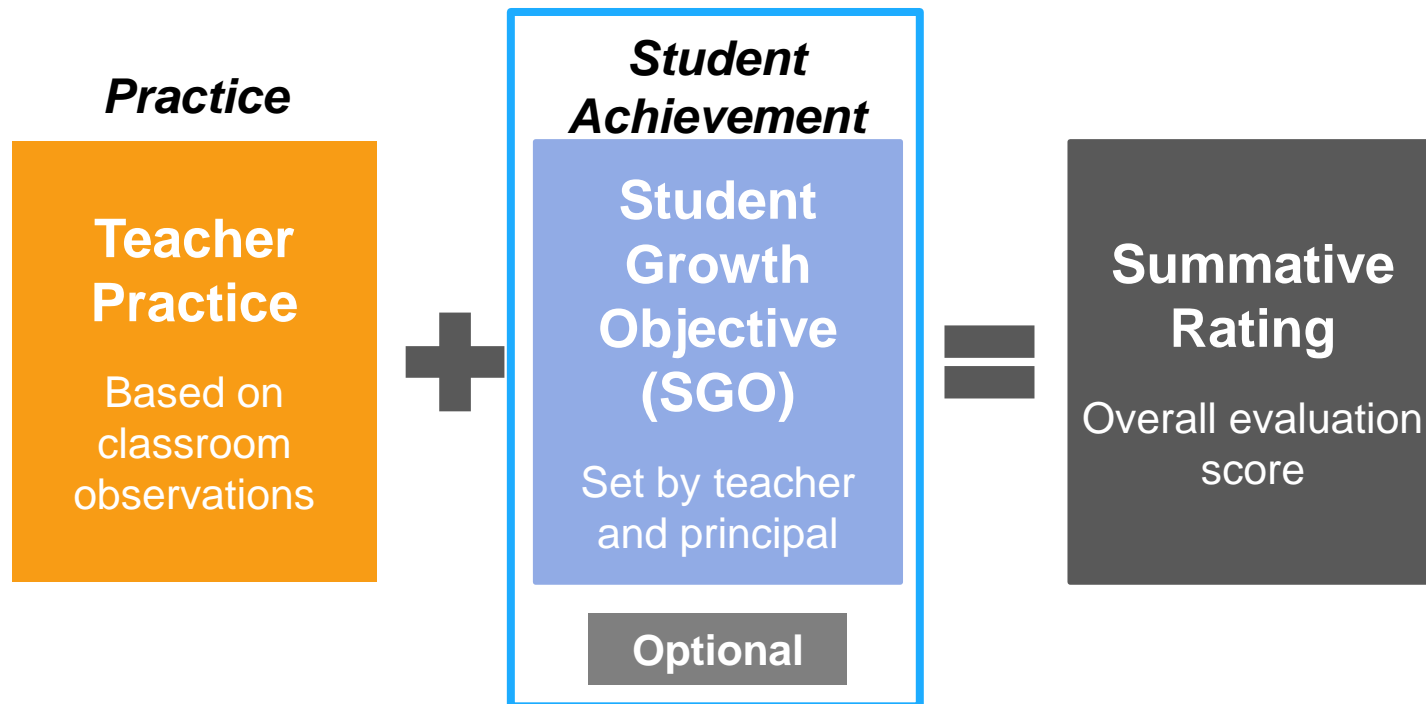 Practice
Teacher
Practice
Based on
classroom
observations
Student
Achievement
Student
Growth
Objective
(SGO)
Set by teacher
and principal
Optional
Summative
Rating
Overall evaluation
score